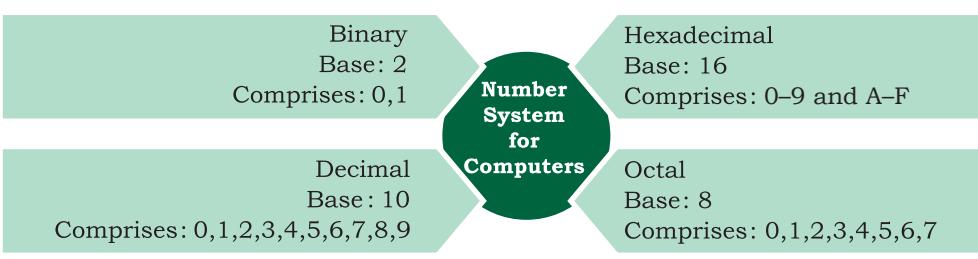 Binary
Base: 2
Comprises: 0,1
Hexadecimal
Base: 16
Comprises: 0–9 and A–F
Number
System
for
Computers
Decimal
Base: 10
Comprises: 0,1,2,3,4,5,6,7,8,9
Octal
Base: 8
Comprises: 0,1,2,3,4,5,6,7